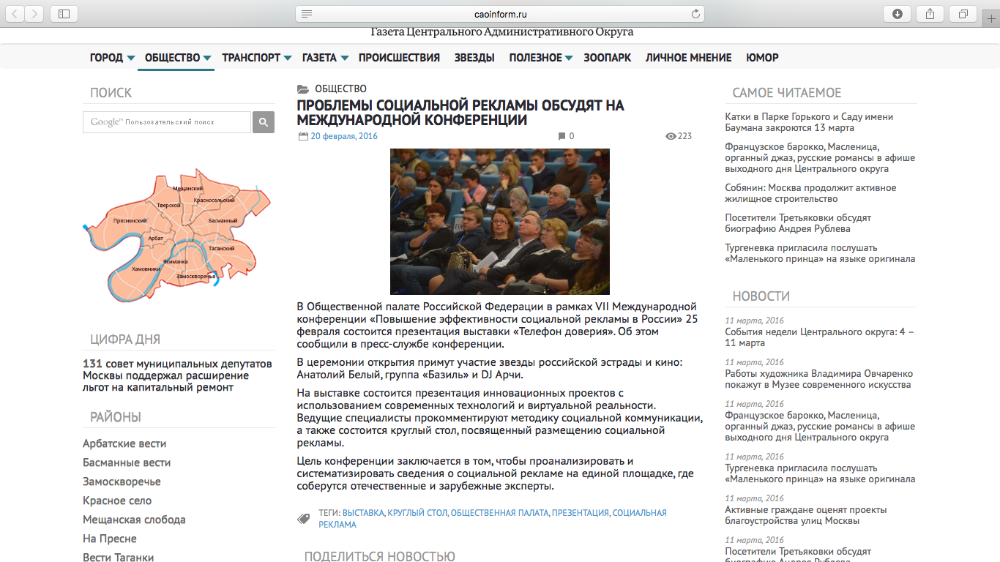 caoinform.ru
Газета Центрального Административного Округа
ГОРОД ОБЩЕСТВО ТРАНСПОРТ ГАЗЕТА ПРОИСШЕСТВИЯ ЗВЕЗДЫ ПОЛЕЗНОЕ ЗООПАРК ЛИЧНОЕ МНЕНИЕ ЮМОР
ПОИСК
Google™ Пользовательский поиск
Мещанский
Красносельский
Тверской
Пресненский
Басманный
Арбат
Таганский
Якиманка
Хамовники
Замоскворечье
ЦИФРА ДНЯ
131 совет муниципальных депутатов
Москвы поддержал расширение
льгот на капитальный ремонт
РАЙОНЫ
Арбатские вести
Басманные вести
Замоскворечье
Красное село
Мещанская слобода
На Пресне
Вести Таганки
ОБЩЕСТВО
ПРОБЛЕМЫ СОЦИАЛЬНОЙ РЕКЛАМЫ ОБСУДЯТ НА
МЕЖДУНАРОДНОЙ КОНФЕРЕНЦИИ
20 февраля, 2016 0 223
В Общественной палате Российской Федерации в рамках VII Международной
конференции «Повышение эффективности социальной рекламы в России» 25
февраля состоится презентация выставки «Телефон доверия». Об этом
сообщили в пресс-службе конференции.
В церемонии открытия примут участие звезды российской эстрады и кино:
Анатолий Белый, группа «Базиль» и DJ Арчи.
На выставке состоится презентация инновационных проектов с
использованием современных технологий и виртуальной реальности.
Ведущие специалисты прокомментируют методику социальной коммуникации,
а также состоится круглый стол, посвященный размещению социальной
рекламы.
Цель конференции заключается в том, чтобы проанализировать и
систематизировать сведения о социальной рекламе на единой площадке, где
соберутся отечественные и зарубежные эксперты.
ТЕГИ: ВЫСТАВКА, КРУГЛЫЙ СТОЛ, ОБЩЕСТВЕННАЯ ПАЛАТА, ПРЕЗЕНТАЦИЯ, СОЦИАЛЬНАЯ
РЕКЛАМА
ПОДЕЛИТЬСЯ НОВОСТЬЮ
САМОЕ ЧИТАЕМОЕ
Катки в Парке Горького и Саду имени
Баумана закроются 13 марта
Французское барокко, Масленица,
органный джаз, русские романсы в афише
выходного дня Центрального округа
Собянин: Москва продолжит активное
жилищное строительство
Посетители Третьяковки обсудят
биографию Андрея Рублева
Тургеневка пригласила послушать
«Маленького принца» на языке оригинала
НОВОСТИ
11 марта, 2016
События недели Центрального округа: 4 –
11 марта
11 марта, 2016
Работы художника Владимира Овчаренко
покажут в Музее современного искусства
11 марта, 2016
Французское барокко, Масленица,
органный джаз, русские романсы в афише
выходного дня Центрального округа
11 марта, 2016
Тургеневка пригласила послушать
«Маленького принца» на языке оригинала
11 марта, 2016
Активные граждане оценят проекты
благоустройства улиц Москвы
11 марта, 2016
Посетители Третьяковки обсудят
биографию Андрея Рублева